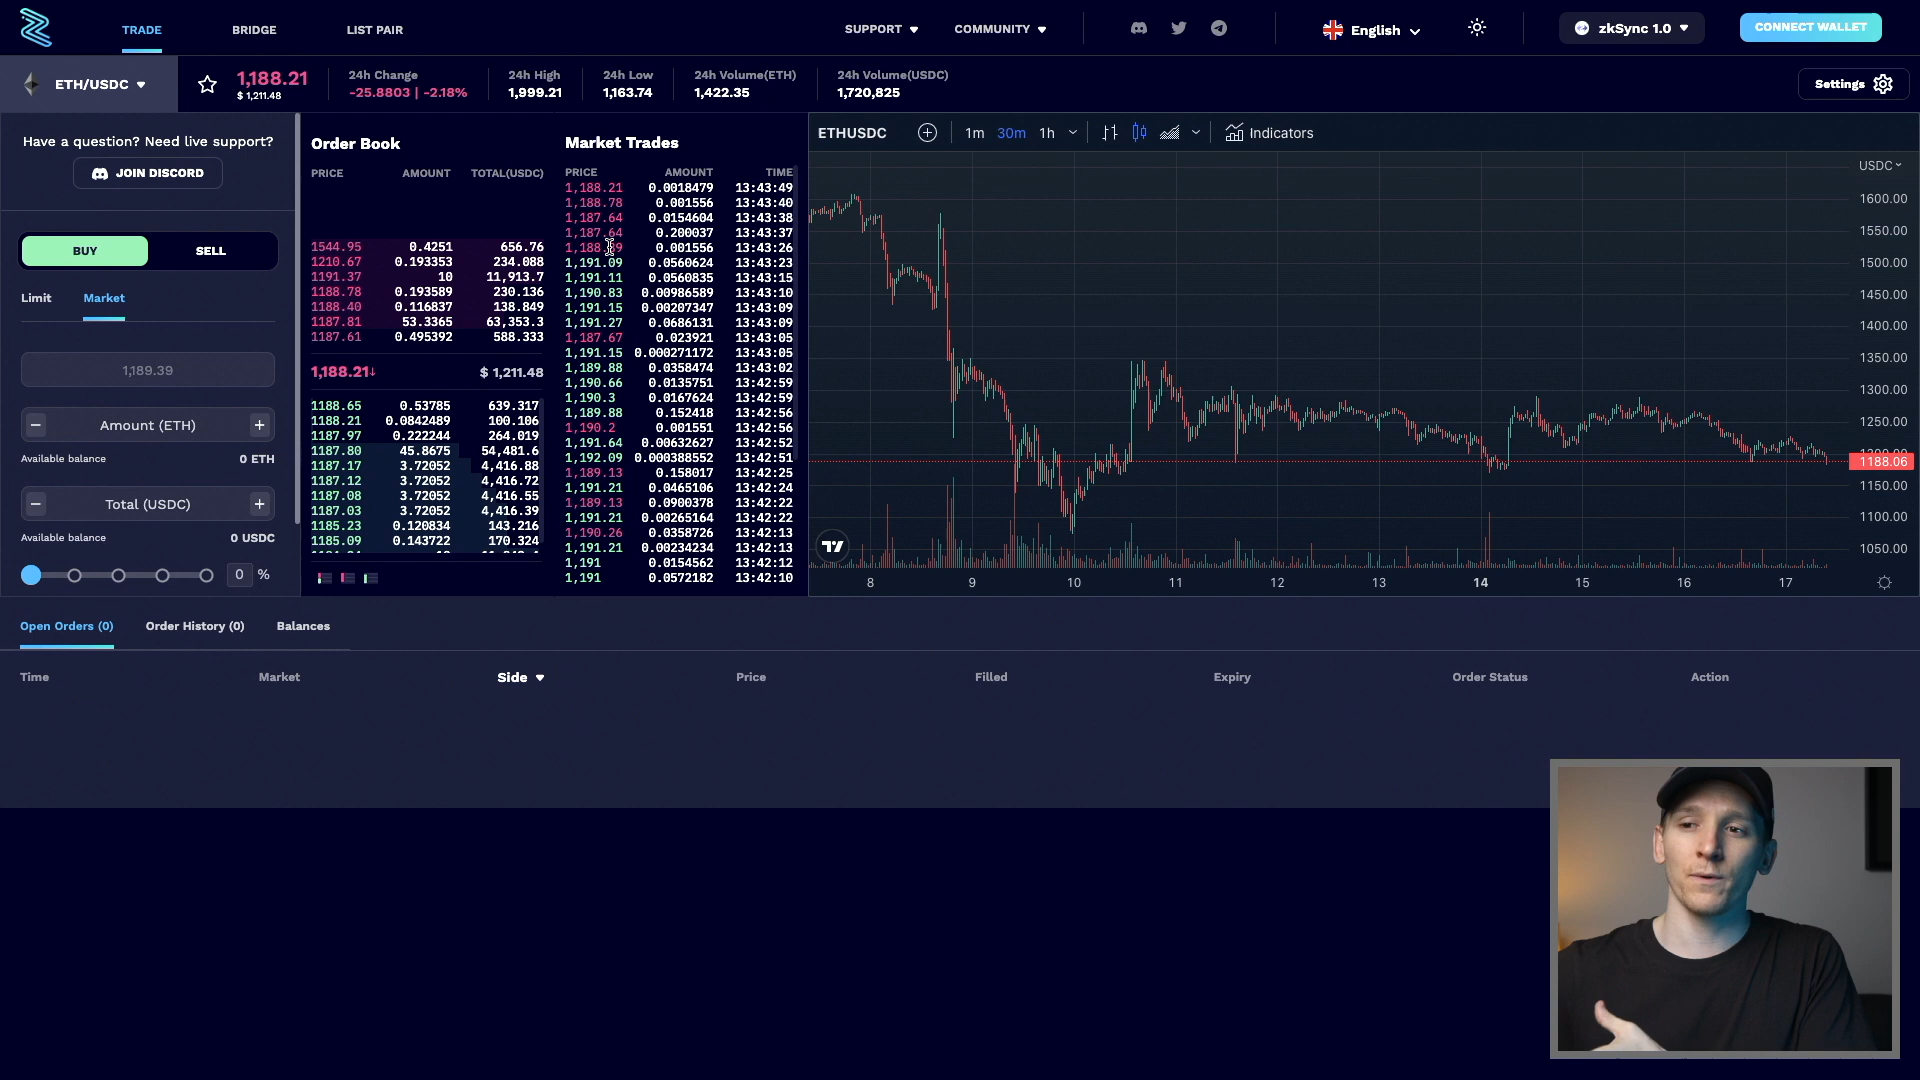 TRADE BRIDGE LIST PAIR SUPPORT COMMUNITY English zkSync 1.0 CONNECT WALLET
ETH/USDC 1,188.21 $ 1,211.48 24h Change -25.8803 | -2.18% 24h High 1,999.21 24h Low 1,163.74 24h Volume(ETH) 1,422.35 24h Volume(USDC) 1,720,825 Settings
Have a question? Need live support?
JOIN DISCORD
BUY SELL
Limit Market
1,189.39
− Amount (ETH) +
Available balance 0 ETH
− Total (USDC) +
Available balance 0 USDC
0 %
Order Book
PRICE AMOUNT TOTAL(USDC)
1544.95 0.4251 656.76
1210.67 0.193353 234.088
1191.37 10 11,913.7
1188.78 0.193589 230.136
1188.40 0.116837 138.849
1187.81 53.3365 63,353.3
1187.61 0.495392 588.333
1,188.21↓ $ 1,211.48
1188.65 0.53785 639.317
1188.21 0.0842489 100.106
1187.97 0.222244 264.019
1187.80 45.8675 54,481.6
1187.17 3.72052 4,416.88
1187.12 3.72052 4,416.72
1187.08 3.72052 4,416.55
1187.03 3.72052 4,416.39
1185.23 0.120834 143.216
1185.09 0.143722 170.324
Market Trades
PRICE AMOUNT TIME
1,188.21 0.0018479 13:43:49
1,188.78 0.001556 13:43:40
1,187.64 0.0154604 13:43:38
1,187.64 0.200037 13:43:37
0.001556 13:43:26
1,191.09 0.0560624 13:43:23
1,191.11 0.0560835 13:43:15
1,190.83 0.00986589 13:43:10
1,191.15 0.00207347 13:43:09
1,191.27 0.0686131 13:43:09
1,187.67 0.023921 13:43:05
1,191.15 0.000271172 13:43:05
1,189.88 0.0358474 13:43:02
1,190.66 0.0135751 13:42:59
1,190.3 0.0167624 13:42:59
1,189.88 0.152418 13:42:56
1,190.2 0.001551 13:42:56
1,191.64 0.00632627 13:42:52
1,192.09 0.000388552 13:42:51
1,189.13 0.158017 13:42:25
1,191.21 0.0465106 13:42:24
1,189.13 0.0900378 13:42:22
1,191.21 0.00265164 13:42:22
1,190.26 0.0358726 13:42:13
1,191.21 0.00234234 13:42:13
1,191 0.0154562 13:42:12
1,191 0.0572182 13:42:10
ETHUSDC 1m 30m 1h Indicators
USDC
1600.00
1550.00
1500.00
1450.00
1400.00
1350.00
1300.00
1250.00
1188.06
1150.00
1100.00
1050.00
8 9 10 11 12 13 14 15 16 17
Open Orders (0) Order History (0) Balances
Time Market Side Price Filled Expiry Order Status Action